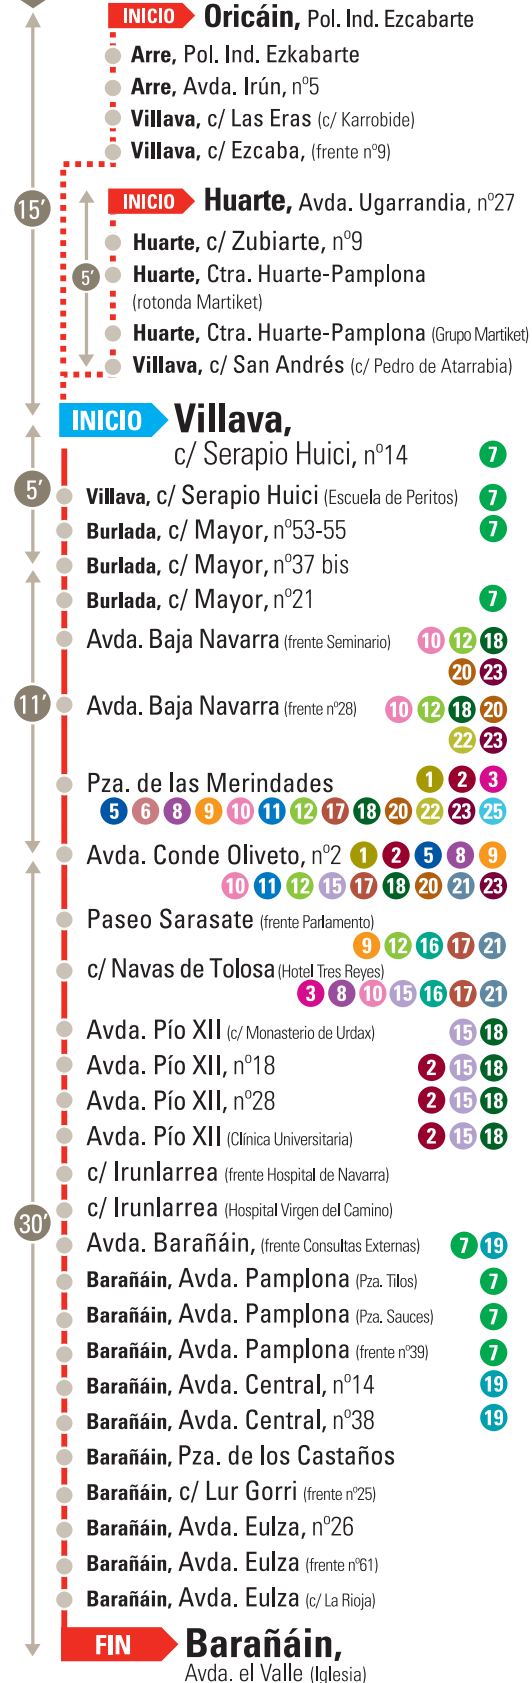 INICIO Oricáin, Pol. Ind. Ezcabarte
Arre, Pol. Ind. Ezkabarte
Arre, Avda. Irún, nº5
Villava, c/ Las Eras (c/ Karrobide)
Villava, c/ Ezcaba, (frente nº9)
15’
INICIO Huarte, Avda. Ugarrandia, nº27
Huarte, c/ Zubiarte, nº9
5’
Huarte, Ctra. Huarte-Pamplona
(rotonda Martiket)
Huarte, Ctra. Huarte-Pamplona (Grupo Martiket)
Villava, c/ San Andrés (c/ Pedro de Atarrabia)
INICIO Villava,
c/ Serapio Huici, nº14 7
5’
Villava, c/ Serapio Huici (Escuela de Peritos) 7
Burlada, c/ Mayor, nº53-55 7
Burlada, c/ Mayor, nº37 bis
Burlada, c/ Mayor, nº21 7
Avda. Baja Navarra (frente Seminario) 10 12 18
20 23
11’
Avda. Baja Navarra (frente nº28) 10 12 18 20
22 23
Pza. de las Merindades 1 2 3
5 6 8 9 10 11 12 17 18 20 22 23 25
Avda. Conde Oliveto, nº2 1 2 5 8 9
10 11 12 15 17 18 20 21 23
Paseo Sarasate (frente Parlamento)
9 12 16 17 21
c/ Navas de Tolosa (Hotel Tres Reyes)
3 8 10 15 16 17 21
Avda. Pío XII (c/ Monasterio de Urdax) 15 18
Avda. Pío XII, nº18 2 15 18
Avda. Pío XII, nº28 2 15 18
Avda. Pío XII (Clínica Universitaria) 2 15 18
c/ Irunlarrea (frente Hospital de Navarra)
c/ Irunlarrea (Hospital Virgen del Camino)
30’
Avda. Barañáin, (frente Consultas Externas) 7 19
Barañáin, Avda. Pamplona (Pza. Tilos) 7
Barañáin, Avda. Pamplona (Pza. Sauces) 7
Barañáin, Avda. Pamplona (frente nº39) 7
Barañáin, Avda. Central, nº14 19
Barañáin, Avda. Central, nº38 19
Barañáin, Pza. de los Castaños
Barañáin, c/ Lur Gorri (frente nº25)
Barañáin, Avda. Eulza, nº26
Barañáin, Avda. Eulza (frente nº61)
Barañáin, Avda. Eulza (c/ La Rioja)
FIN Barañáin,
Avda. el Valle (Iglesia)